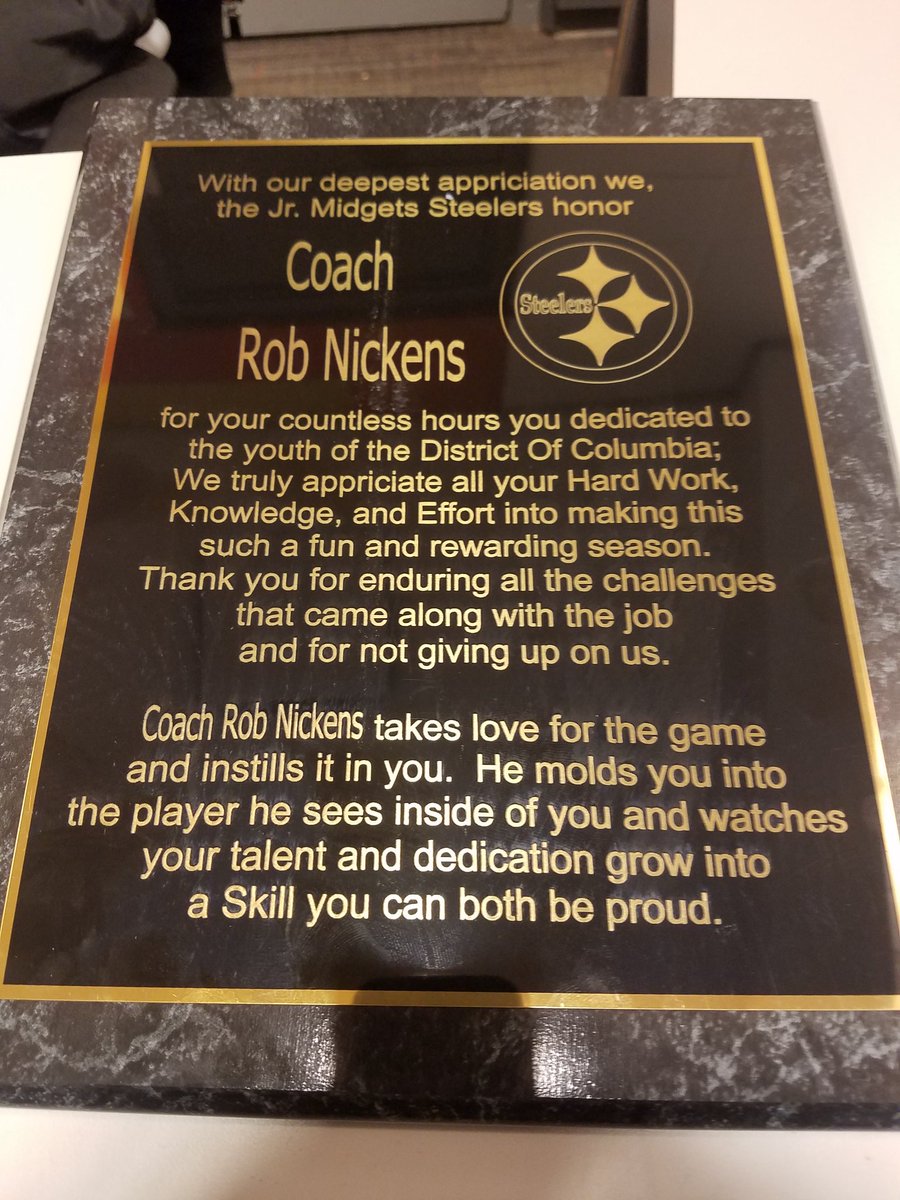 With our deepest appriciation we,
the Jr. Midgets Steelers honor
Coach
Rob Nickens
Steelers
for your countless hours you dedicated to
the youth of the District Of Columbia;
We truly appriciate all your Hard Work,
Knowledge, and Effort into making this
such a fun and rewarding season.
Thank you for enduring all the challenges
that came along with the job
and for not giving up on us.
Coach Rob Nickens takes love for the game
and instills it in you. He molds you into
the player he sees inside of you and watches
your talent and dedication grow into
a Skill you can both be proud.